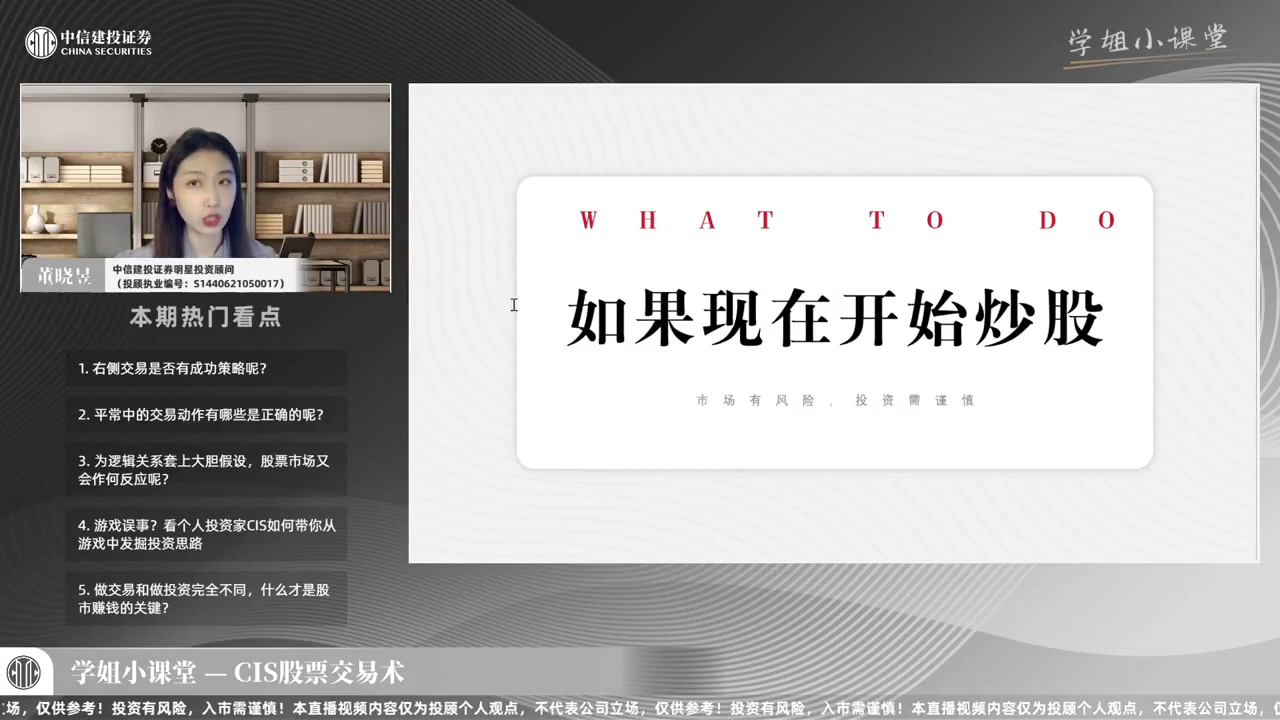 中信建投证券
CHINA SECURITIES
学姐小课堂
董晓昱
中信建投证券明星投资顾问
（投顾执业编号：S1440621050017）
本期热门看点
1. 右侧交易是否有成功策略呢？
2. 平常中的交易动作有哪些是正确的呢？
3. 为逻辑关系套上大胆假设，股票市场又
会作何反应呢？
4. 游戏误事？看个人投资家CIS如何带你从
游戏中发掘投资思路
5. 做交易和做投资完全不同，什么才是股
市赚钱的关键？
WHAT TO DO
如果现在开始炒股
市场有风险，投资需谨慎
学姐小课堂 — CIS股票交易术
立场，仅供参考！投资有风险，入市需谨慎！本直播视频内容仅为投顾个人观点，不代表公司立场，仅供参考！投资有风险，入市需谨慎！本直播视频内容仅为投顾个人观点，不代表公司立场，